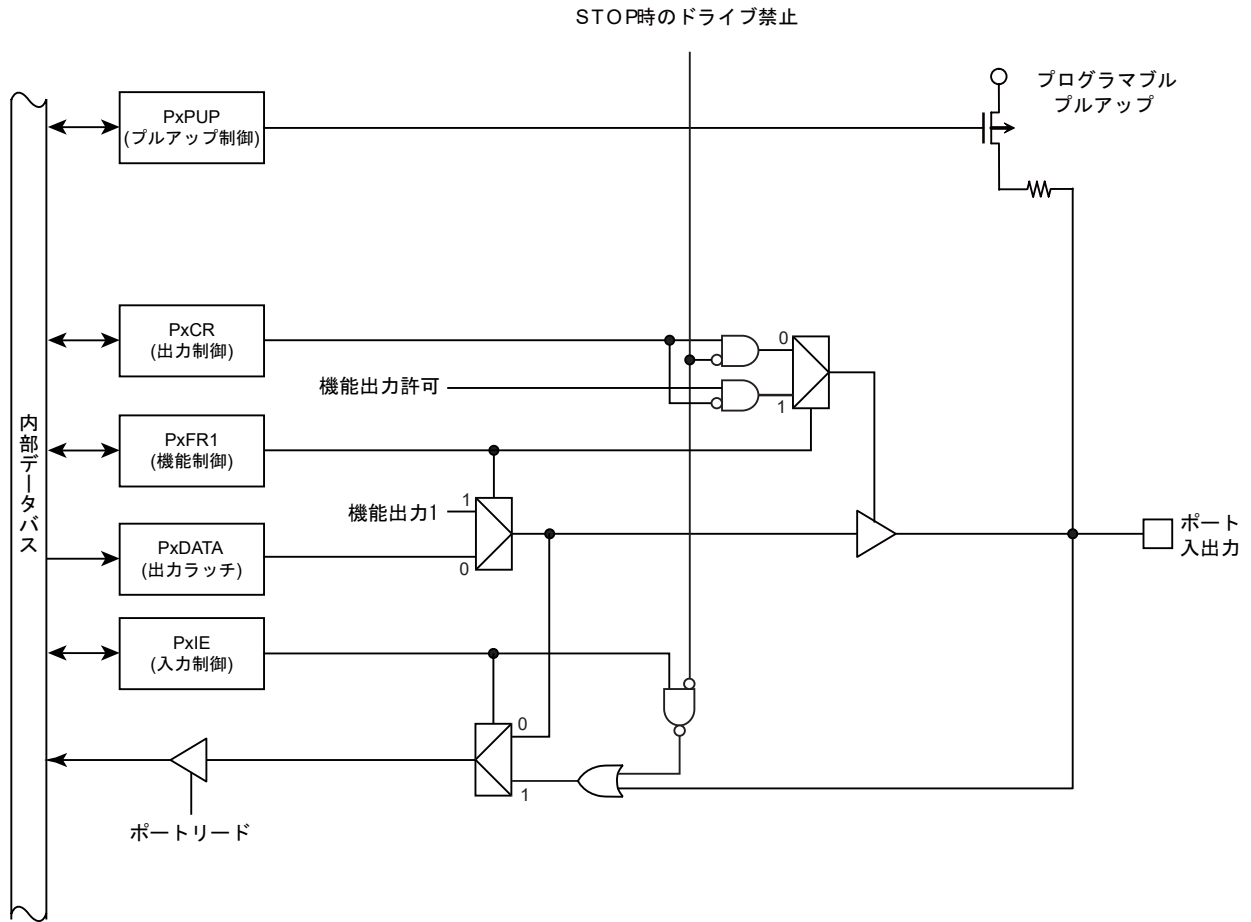 STOP時のドライブ禁止
プログラマブル
プルアップ
PxPUP
(プルアップ制御)
PxCR
(出力制御)
0
機能出力許可
1
内部データバス
PxFR1
(機能制御)
1
機能出力1
ポート
入出力
PxDATA
(出力ラッチ)
0
PxIE
(入力制御)
0
1
ポートリード